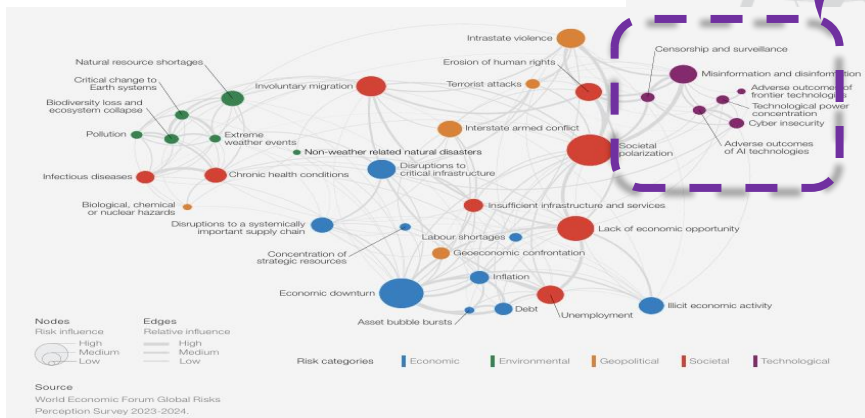 Intrastate violence
Censorship and surveillance
Natural resource shortages
Erosion of human rights
Misinformation and disinformation
Critical change to
Earth systems
Involuntary migration
Terrorist attacks
Adverse outcomes of
frontier technologies
Biodiversity loss and
ecosystem collapse
Technological power
concentration
Pollution
Extreme
weather events
Interstate armed conflict
Cyber insecurity
Non-weather related natural disasters
Societal
polarization
Adverse outcomes
of AI technologies
Disruptions to
critical infrastructure
Infectious diseases
Chronic health conditions
Biological, chemical
or nuclear hazards
Insufficient infrastructure and services
Disruptions to a systemically
important supply chain
Lack of economic opportunity
Labour shortages
Concentration of
strategic resources
Geoeconomic confrontation
Inflation
Economic downturn
Illicit economic activity
Debt
Asset bubble bursts
Unemployment
Nodes
Risk influence
High
Medium
Low
Edges
Relative influence
High
Medium
Low
Risk categories
Economic
Environmental
Geopolitical
Societal
Technological
Source
World Economic Forum Global Risks
Perception Survey 2023-2024.